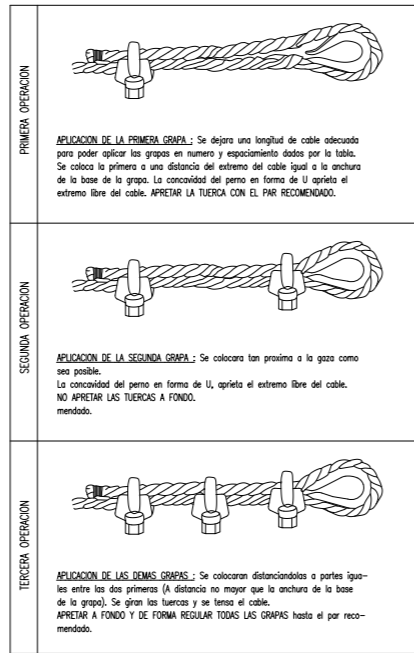 PRIMERA OPERACION
APLICACION DE LA PRIMERA GRAPA : Se dejara una longitud de cable adecuada
para poder aplicar las grapas en numero y espaciamiento dados por la tabla.
Se coloca la primera a una distancia del extremo del cable igual a la anchura
de la base de la grapa. La concavidad del perno en forma de U aprieta el
extremo libre del cable. APRETAR LA TUERCA CON EL PAR RECOMENDADO.
SEGUNDA OPERACION
APLICACION DE LA SEGUNDA GRAPA : Se colocara tan proxima a la gaza como
sea posible.
La concavidad del perno en forma de U, aprieta el extremo libre del cable.
NO APRETAR LAS TUERCAS A FONDO.
mendado.
TERCERA OPERACION
APLICACION DE LAS DEMAS GRAPAS : Se colocaran distanciandolas a partes igua-
les entre las dos primeras (A distancia no mayor que la anchura de la base
de la grapa). Se giran las tuercas y se tensa el cable.
APRETAR A FONDO Y DE FORMA REGULAR TODAS LAS GRAPAS hasta el par reco-
mendado.